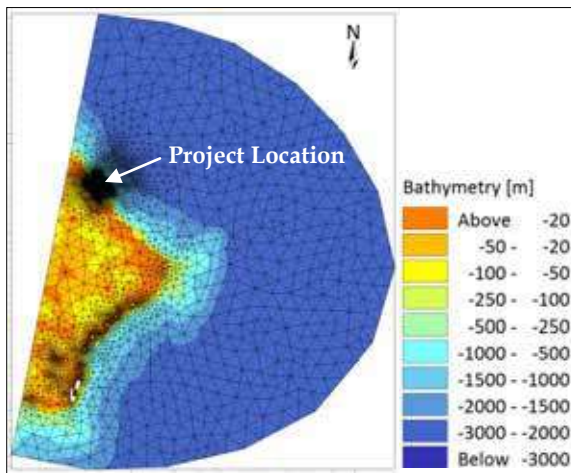 N
Project Location
Bathymetry [m]
Above -20
-50 - -20
-100 - -50
-250 - -100
-500 - -250
-1000 - -500
-1500 - -1000
-2000 - -1500
-3000 - -2000
Below -3000